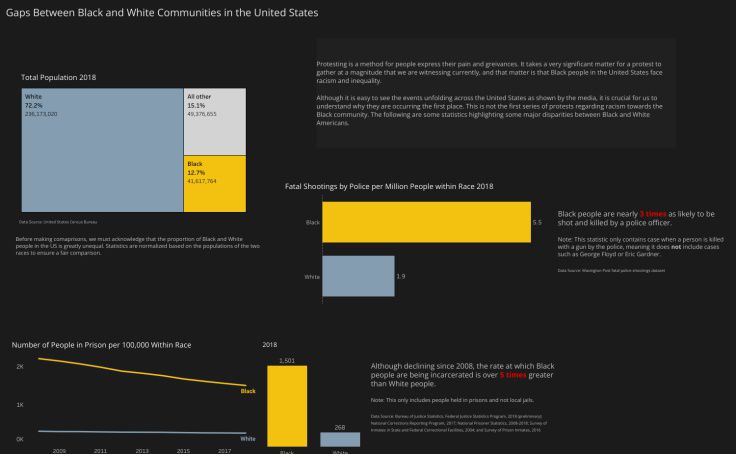 Gaps Between Black and White Communities in the United States
Protesting is a method for people express their pain and greivances. It takes a very significant matter for a protest to
gather at a magnitude that we are witnessing currently, and that matter is that Black people in the United States face
racism and inequality.
Although it is easy to see the events unfolding across the United States as shown by the media, it is crucial for us to
understand why they are occurring the first place. This is not the first series of protests regarding racism towards the
Black community. The following are some statistics highlighting some major disparities between Black and White
Americans.
Total Population 2018
White
72.2%
236,173,020
All other
15.1%
49,376,655
Black
12.7%
41,617,764
Data Source: United States Census Bureau
Before making comaprisons, we must acknowledge that the proportion of Black and White
people in the US is greatly unequal. Statistics are normalized based on the populations of the two
races to ensure a fair comparison.
Fatal Shootings by Police per Million People within Race 2018
Black
5.5
White
1.9
Black people are nearly 3 times as likely to be
shot and killed by a police officer.
Note: This statistic only contains case when a person is killed
with a gun by the police, meaning it does not include cases
such as George Floyd or Eric Gardner.
Data Source: Washington Post fatal police shootings dataset
Number of People in Prison per 100,000 Within Race
2K
1K
0K
Black
White
2009
2011
2013
2015
2017
2018
1,501
268
Black
White
Although declining since 2008, the rate at which Black
people are being incarcerated is over 5 times greater
than White people.
Note: This only includes people held in prisons and not local jails.
Data Source: Bureau of Justice Statistics, Federal Justice Statistics Program, 2018 (preliminary);
National Corrections Reporting Program, 2017; National Prisoner Statistics, 2008-2018; Survey of
Inmates in State and Federal Correctional Facilities, 2004; and Survey of Prison Inmates, 2016.